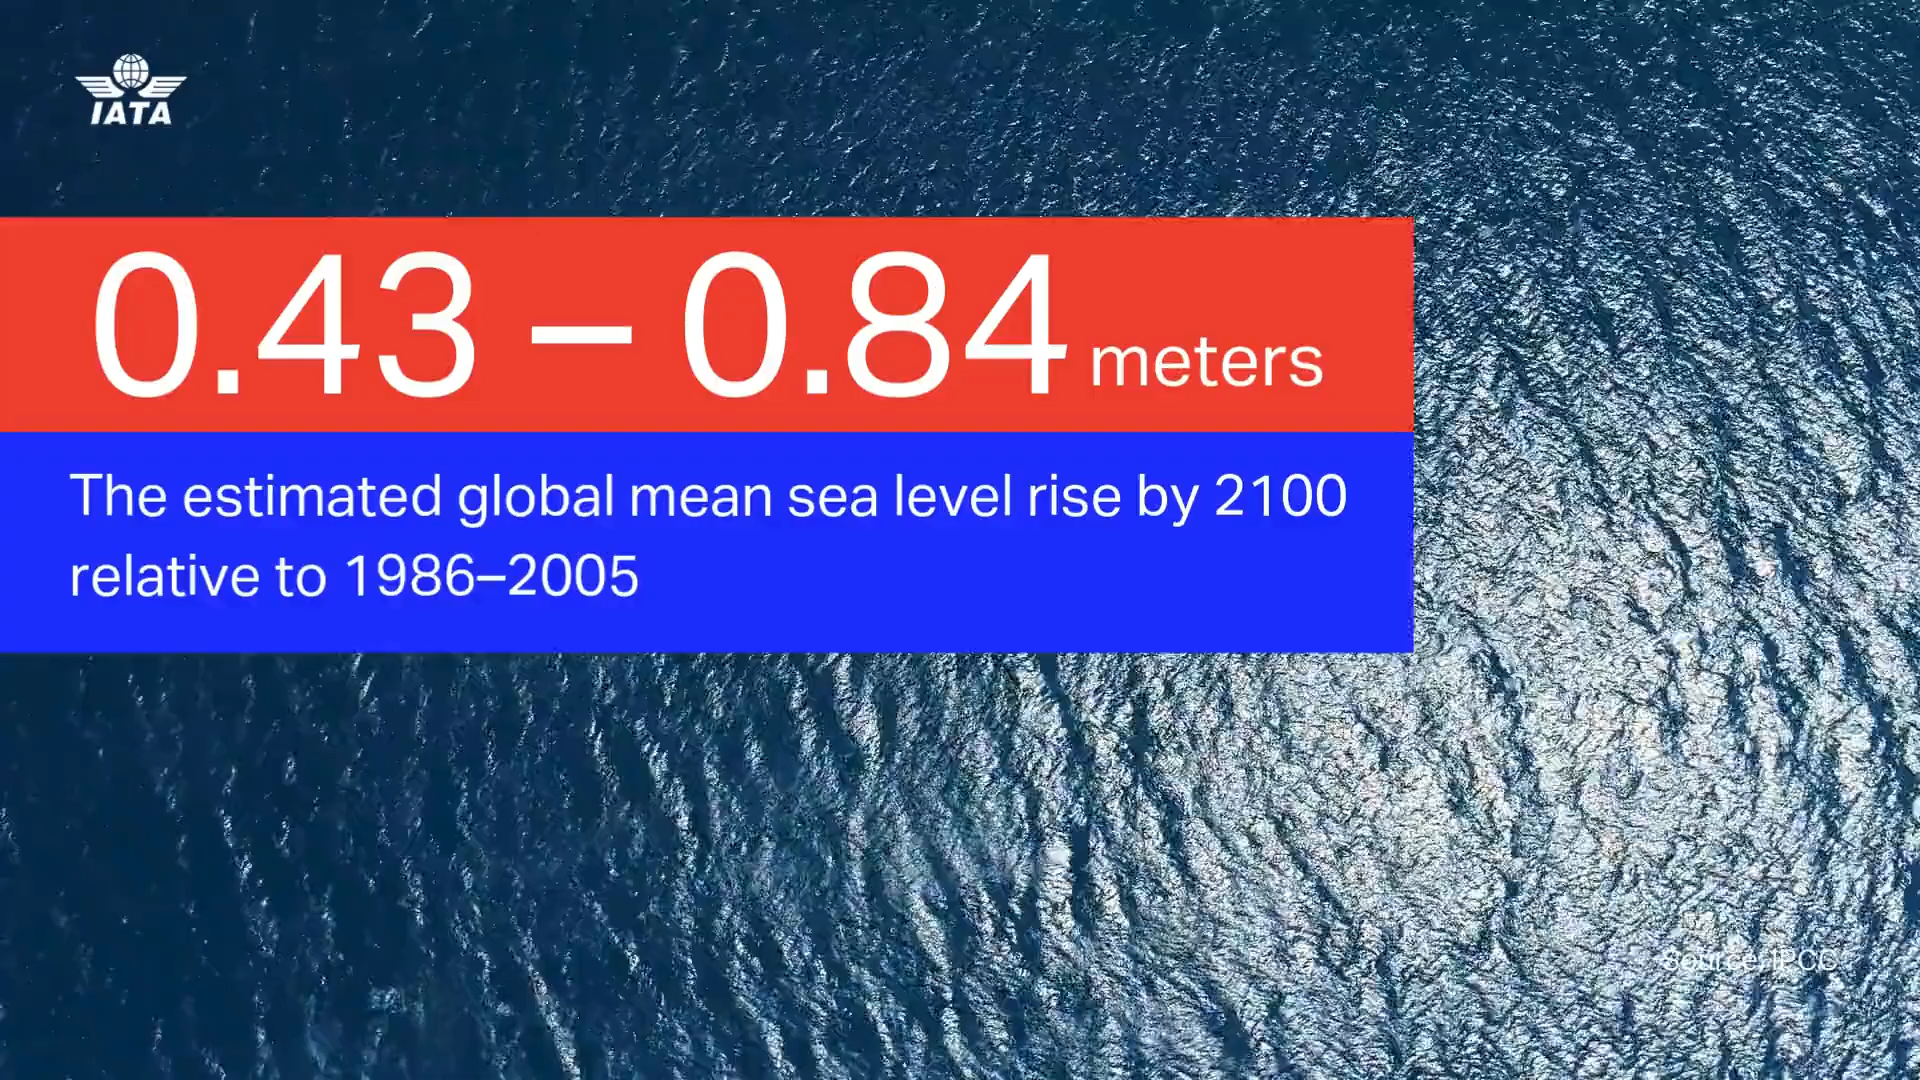 IATA
0.43 – 0.84 meters
The estimated global mean sea level rise by 2100
relative to 1986–2005
Source: IPCC